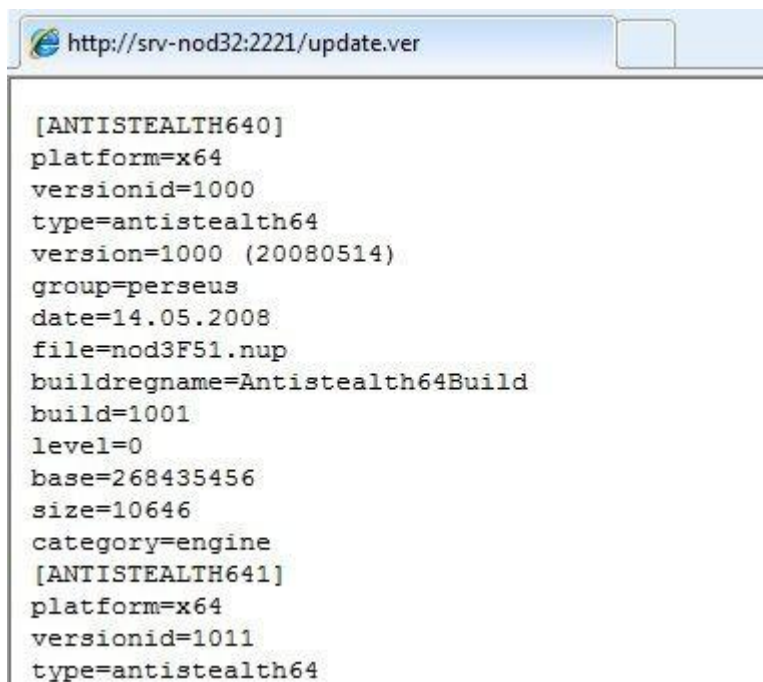 http://srv-nod32:2221/update.ver
[ANTISTEALTH640]
platform=x64
versionid=1000
type=antistealth64
version=1000 (20080514)
group=perseus
date=14.05.2008
file=nod3F51.nup
buildregname=Antistealth64Build
build=1001
level=0
base=268435456
size=10646
category=engine
[ANTISTEALTH641]
platform=x64
versionid=1011
type=antistealth64